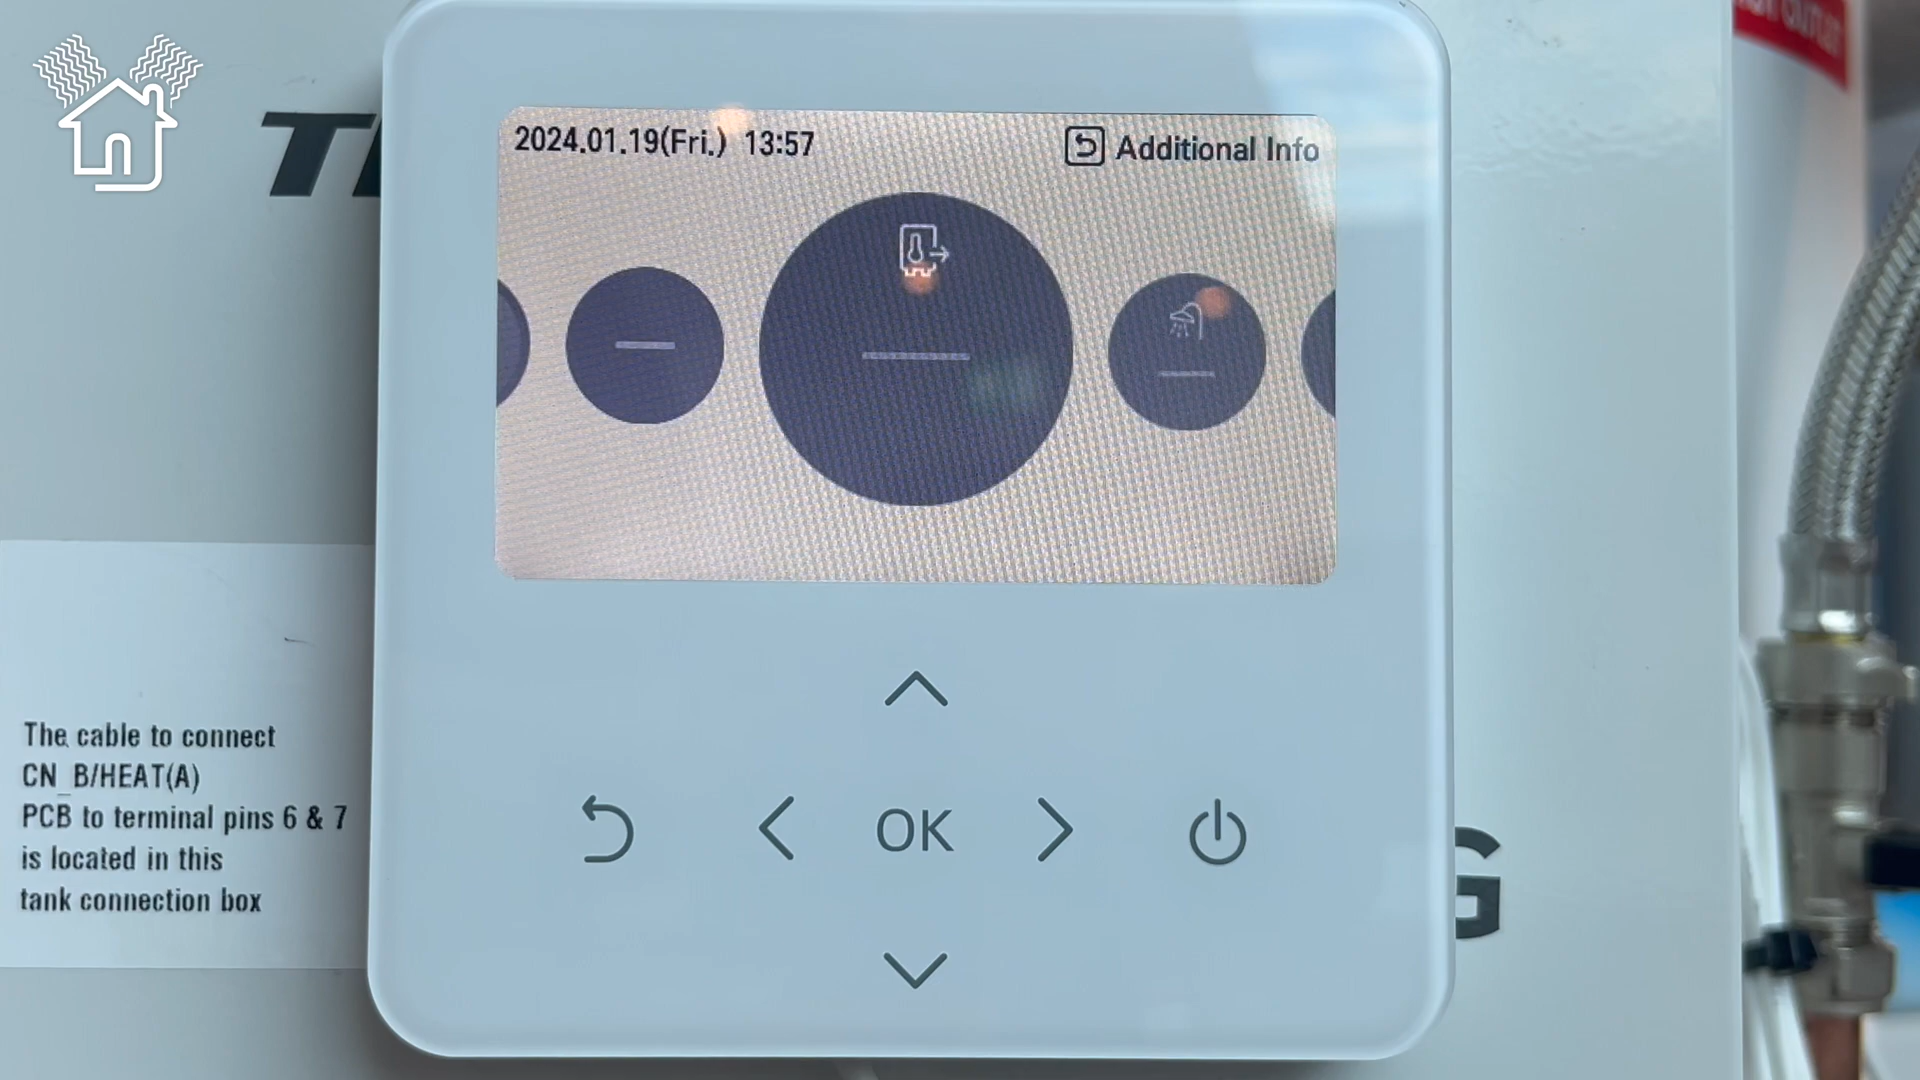 2024.01.19(Fri.) 13:57
Additional Info
The cable to connect
CN_B/HEAT(A)
PCB to terminal pins 6 & 7
is located in this
tank connection box
OK